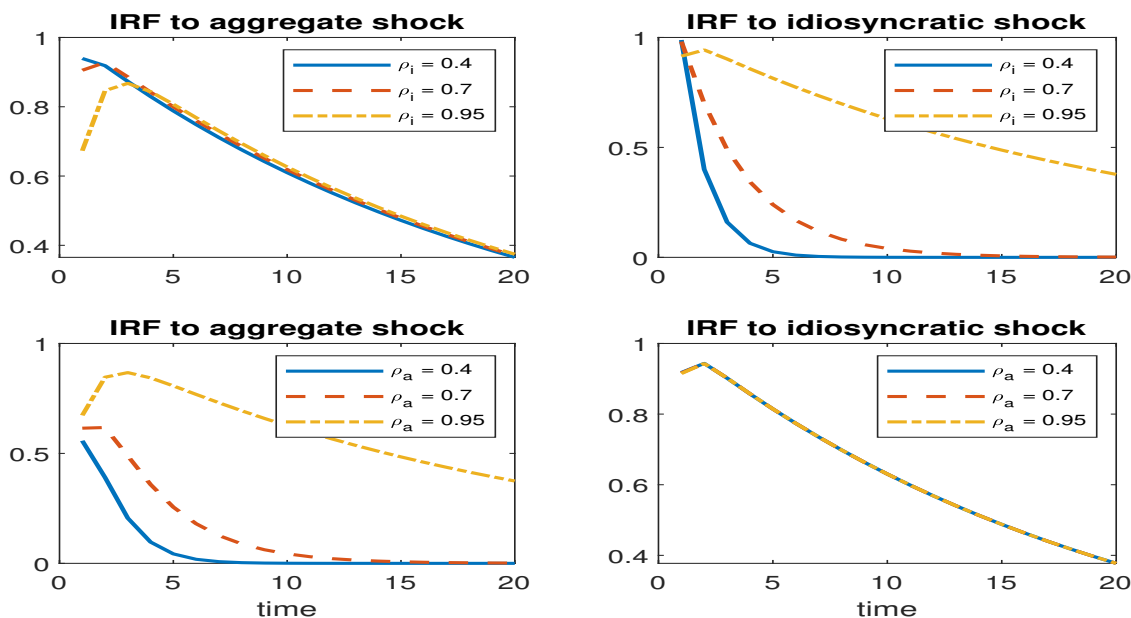 IRF to aggregate shock
1
0.8
0.6
0.4
0
5
10
15
20
ρi = 0.4
ρi = 0.7
ρi = 0.95
IRF to idiosyncratic shock
1
0.5
0
0
5
10
15
20
ρi = 0.4
ρi = 0.7
ρi = 0.95
IRF to aggregate shock
1
0.5
0
0
5
10
15
20
time
ρa = 0.4
ρa = 0.7
ρa = 0.95
IRF to idiosyncratic shock
1
0.8
0.6
0.4
0
5
10
15
20
time
ρa = 0.4
ρa = 0.7
ρa = 0.95